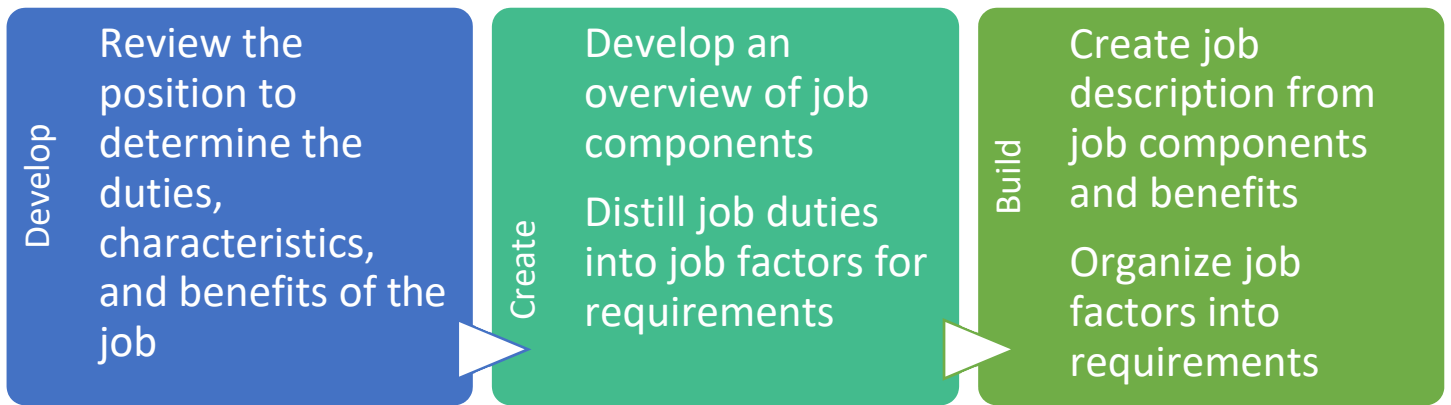 Develop
Review the
position to
determine the
duties,
characteristics,
and benefits of the
job
Create
Develop an
overview of job
components
Distill job duties
into job factors for
requirements
Build
Create job
description from
job components
and benefits
Organize job
factors into
requirements